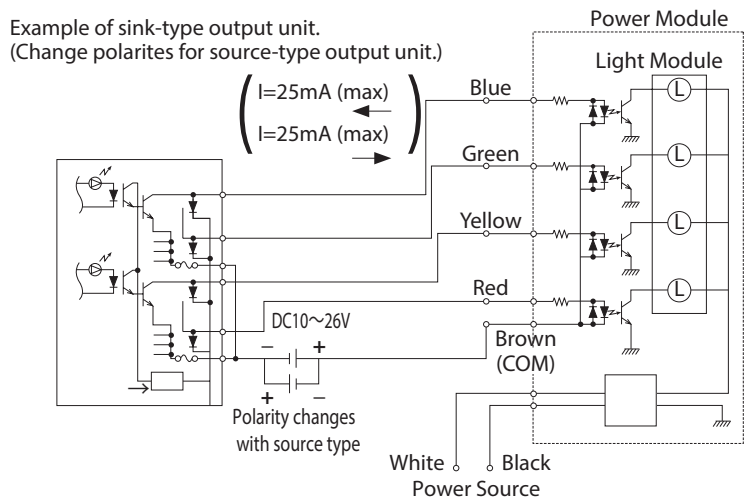 Example of sink-type output unit.
(Change polarites for source-type output unit.)
Power Module
Light Module
I=25mA (max)
I=25mA (max)
Blue
Green
Yellow
Red
Brown
(COM)
L
L
L
L
DC10～26V
− +
+ −
Polarity changes
with source type
White Black
Power Source